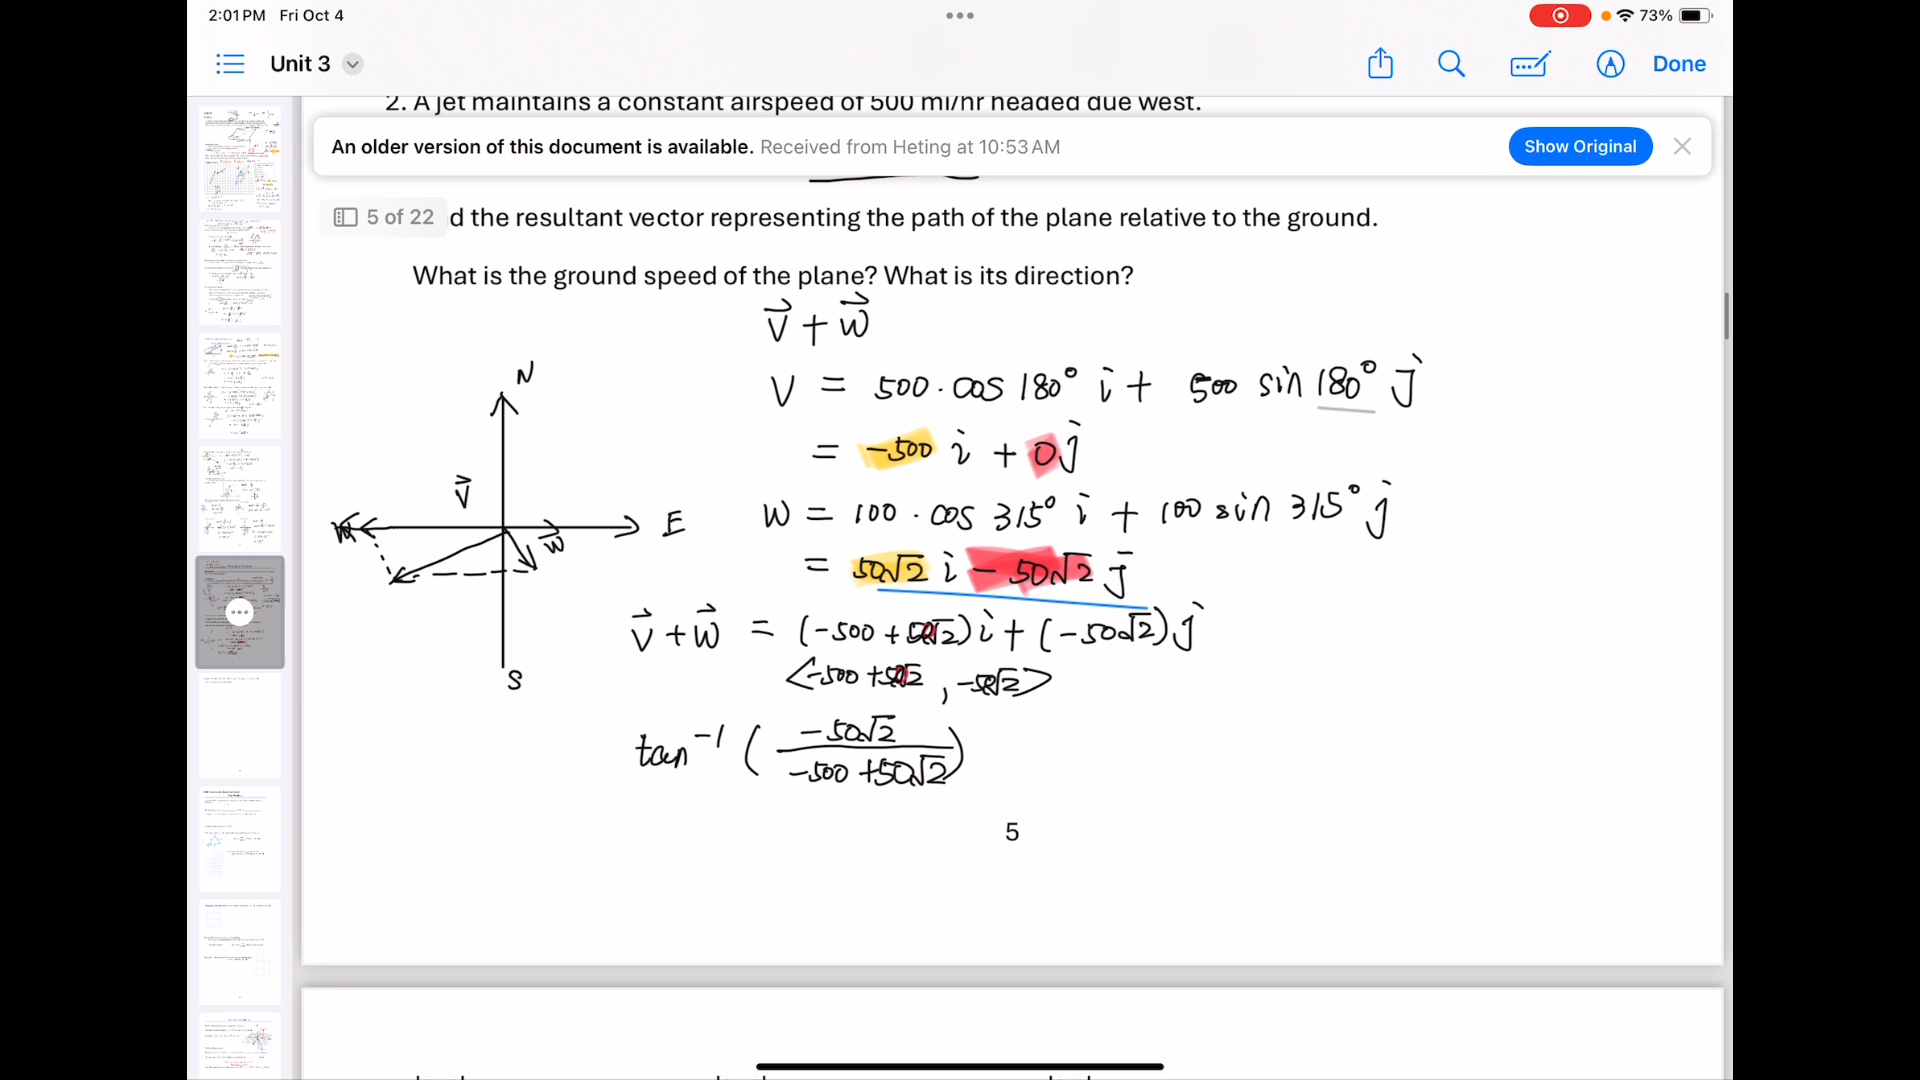 2:01 PM Fri Oct 4
73%
Unit 3
Done
2. A jet maintains a constant airspeed of 500 mi/hr headed due west.
An older version of this document is available. Received from Heting at 10:53 AM
Show Original
5 of 22
d the resultant vector representing the path of the plane relative to the ground.
What is the ground speed of the plane? What is its direction?
v⃗ + w⃗
N
V = 500 · cos 180° i + 500 sin 180° j
= -500 i + 0j
v⃗
W = 100 · cos 315° i + 100 sin 315° j
E
w⃗
= 50√2 i - 50√2 j
v⃗ + w⃗ = (-500 + 50√2)i + (-50√2)j
S
<-500 + 50√2, -50√2>
tan⁻¹ (-50√2 / -500 + 50√2)
5